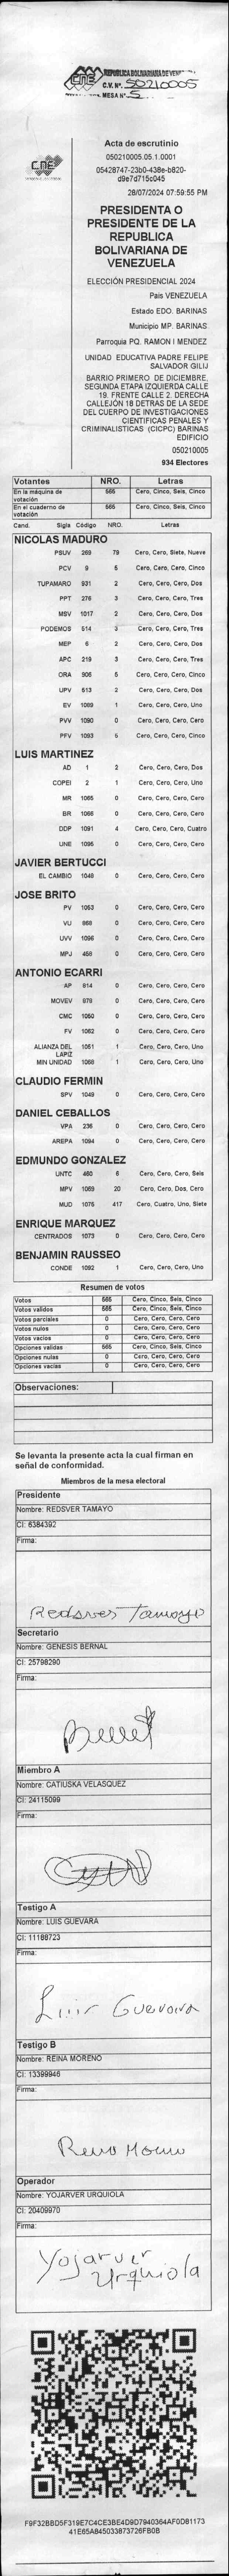 REPUBLICA BOLIVARIANA DE
C.V. Nº. 50210005
MESA Nº 5
CNE
Acta de escrutinio
050210005.05.1.0001
05428747-23b0-438e-b820-
d9e7d715c045
28/07/2024 07:59:55 PM
PRESIDENTA O
PRESIDENTE DE LA
REPUBLICA
BOLIVARIANA DE
VENEZUELA
ELECCIÓN PRESIDENCIAL 2024
Pais VENEZUELA
Estado EDO. BARINAS
Municipio MP. BARINAS
Parroquia PQ. RAMON I MENDEZ
UNIDAD EDUCATIVA PADRE FELIPE
SALVADOR GILIJ
BARRIO PRIMERO DE DICIEMBRE,
SEGUNDA ETAPA IZQUIERDA CALLE
19. FRENTE CALLE 2. DERECHA
CALLEJÓN 18 DETRÁS DE LA SEDE
DEL CUERPO DE INVESTIGACIONES
CIENTIFICAS PENALES Y
CRIMINALISTICAS (CICPC) BARINAS
EDIFICIO
050210005
934 Electores
Votantes NRO. Letras
En la máquina de votación 565 Cero, Cinco, Seis, Cinco
En el cuaderno de votación 565 Cero, Cinco, Seis, Cinco
Cand. Sigla Código NRO. Letras
NICOLAS MADURO
PSUV 269 79 Cero, Cero, Siete, Nueve
PCV 9 5 Cero, Cero, Cero, Cinco
TUPAMARO 931 2 Cero, Cero, Cero, Dos
PPT 276 3 Cero, Cero, Cero, Tres
MSV 1017 2 Cero, Cero, Cero, Dos
PODEMOS 514 3 Cero, Cero, Cero, Tres
MEP 6 2 Cero, Cero, Cero, Dos
APC 219 3 Cero, Cero, Cero, Tres
ORA 906 5 Cero, Cero, Cero, Cinco
UPV 613 2 Cero, Cero, Cero, Dos
EV 1089 1 Cero, Cero, Cero, Uno
PVV 1090 0 Cero, Cero, Cero, Cero
PFV 1093 5 Cero, Cero, Cero, Cinco
LUIS MARTINEZ
AD 1 2 Cero, Cero, Cero, Dos
COPEI 2 1 Cero, Cero, Cero, Uno
MR 1065 0 Cero, Cero, Cero, Cero
BR 1066 0 Cero, Cero, Cero, Cero
DDP 1091 4 Cero, Cero, Cero, Cuatro
UNE 1095 0 Cero, Cero, Cero, Cero
JAVIER BERTUCCI
EL CAMBIO 1048 0 Cero, Cero, Cero, Cero
JOSE BRITO
PV 1053 0 Cero, Cero, Cero, Cero
VU 868 0 Cero, Cero, Cero, Cero
UVV 1096 0 Cero, Cero, Cero, Cero
MPJ 458 0 Cero, Cero, Cero, Cero
ANTONIO ECARRI
AP 814 0 Cero, Cero, Cero, Cero
MOVEV 878 0 Cero, Cero, Cero, Cero
CMC 1050 0 Cero, Cero, Cero, Cero
FV 1052 0 Cero, Cero, Cero, Cero
ALIANZA DEL LAPIZ 1051 1 Cero, Cero, Cero, Uno
MIN UNIDAD 1068 1 Cero, Cero, Cero, Uno
CLAUDIO FERMIN
SPV 1049 0 Cero, Cero, Cero, Cero
DANIEL CEBALLOS
VPA 236 0 Cero, Cero, Cero, Cero
AREPA 1094 0 Cero, Cero, Cero, Cero
EDMUNDO GONZALEZ
UNTC 460 6 Cero, Cero, Cero, Seis
MPV 1069 20 Cero, Cero, Dos, Cero
MUD 1075 417 Cero, Cuatro, Uno, Siete
ENRIQUE MARQUEZ
CENTRADOS 1073 0 Cero, Cero, Cero, Cero
BENJAMIN RAUSSEO
CONDE 1092 1 Cero, Cero, Cero, Uno
Resumen de votos
Votos 565 Cero, Cinco, Seis, Cinco
Votos validos 565 Cero, Cinco, Seis, Cinco
Votos parciales 0 Cero, Cero, Cero, Cero
Votos nulos 0 Cero, Cero, Cero, Cero
Votos vacios 0 Cero, Cero, Cero, Cero
Opciones validas 565 Cero, Cinco, Seis, Cinco
Opciones nulas 0 Cero, Cero, Cero, Cero
Opciones vacias 0 Cero, Cero, Cero, Cero
Observaciones:
Se levanta la presente acta la cual firman en
señal de conformidad.
Miembros de la mesa electoral
Presidente
Nombre: REDSVER TAMAYO
CI: 6384392
Firma:
Redsver Tamayo
Secretario
Nombre: GENESIS BERNAL
CI: 25798290
Firma:
Miembro A
Nombre: CATIUSKA VELASQUEZ
CI: 24115099
Firma:
Testigo A
Nombre: LUIS GUEVARA
CI: 11188723
Firma:
Luis Guevara
Testigo B
Nombre: REINA MORENO
CI: 13399946
Firma:
Operador
Nombre: YOJARVER URQUIOLA
CI: 20409970
Firma:
Yojarver
Urquiola
F9F32BBD5F319E7C4CE3BE4D9D7940364AF0D81173
41E65A845033873726FB0B